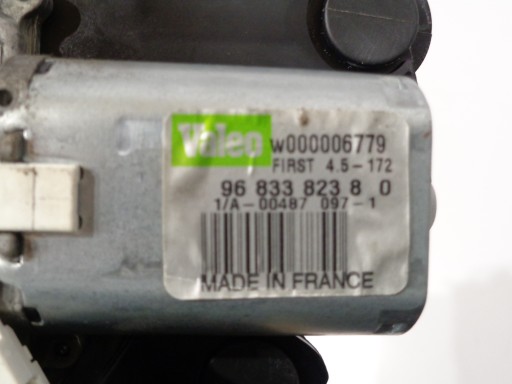 Valeo w000006779
FIRST 4.5-172
96 833 823 8 0
1/A-00487 097-1
MADE IN FRANCE